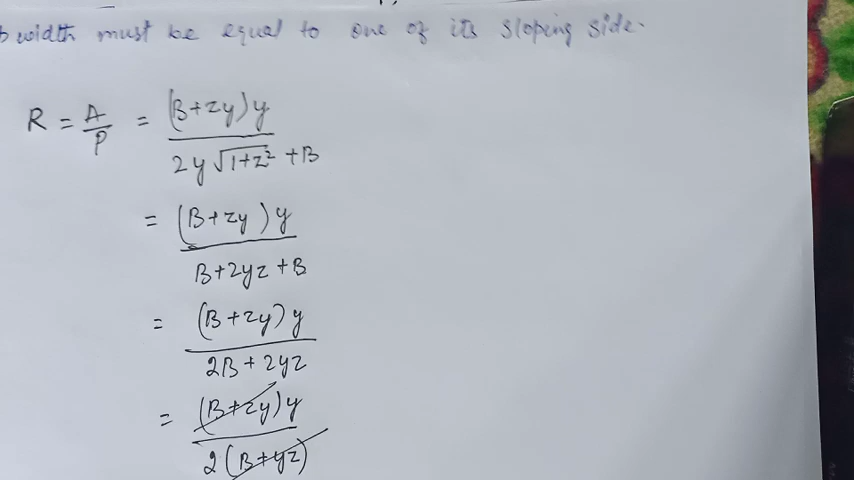 width must be equal to one of its sloping side.
R = A/P = (B+zy)y / 2y√1+z² + B
= (B+zy)y / B+2yz+B
= (B+zy)y / 2B+2yz
= (B+zy)y / 2(B+yz)